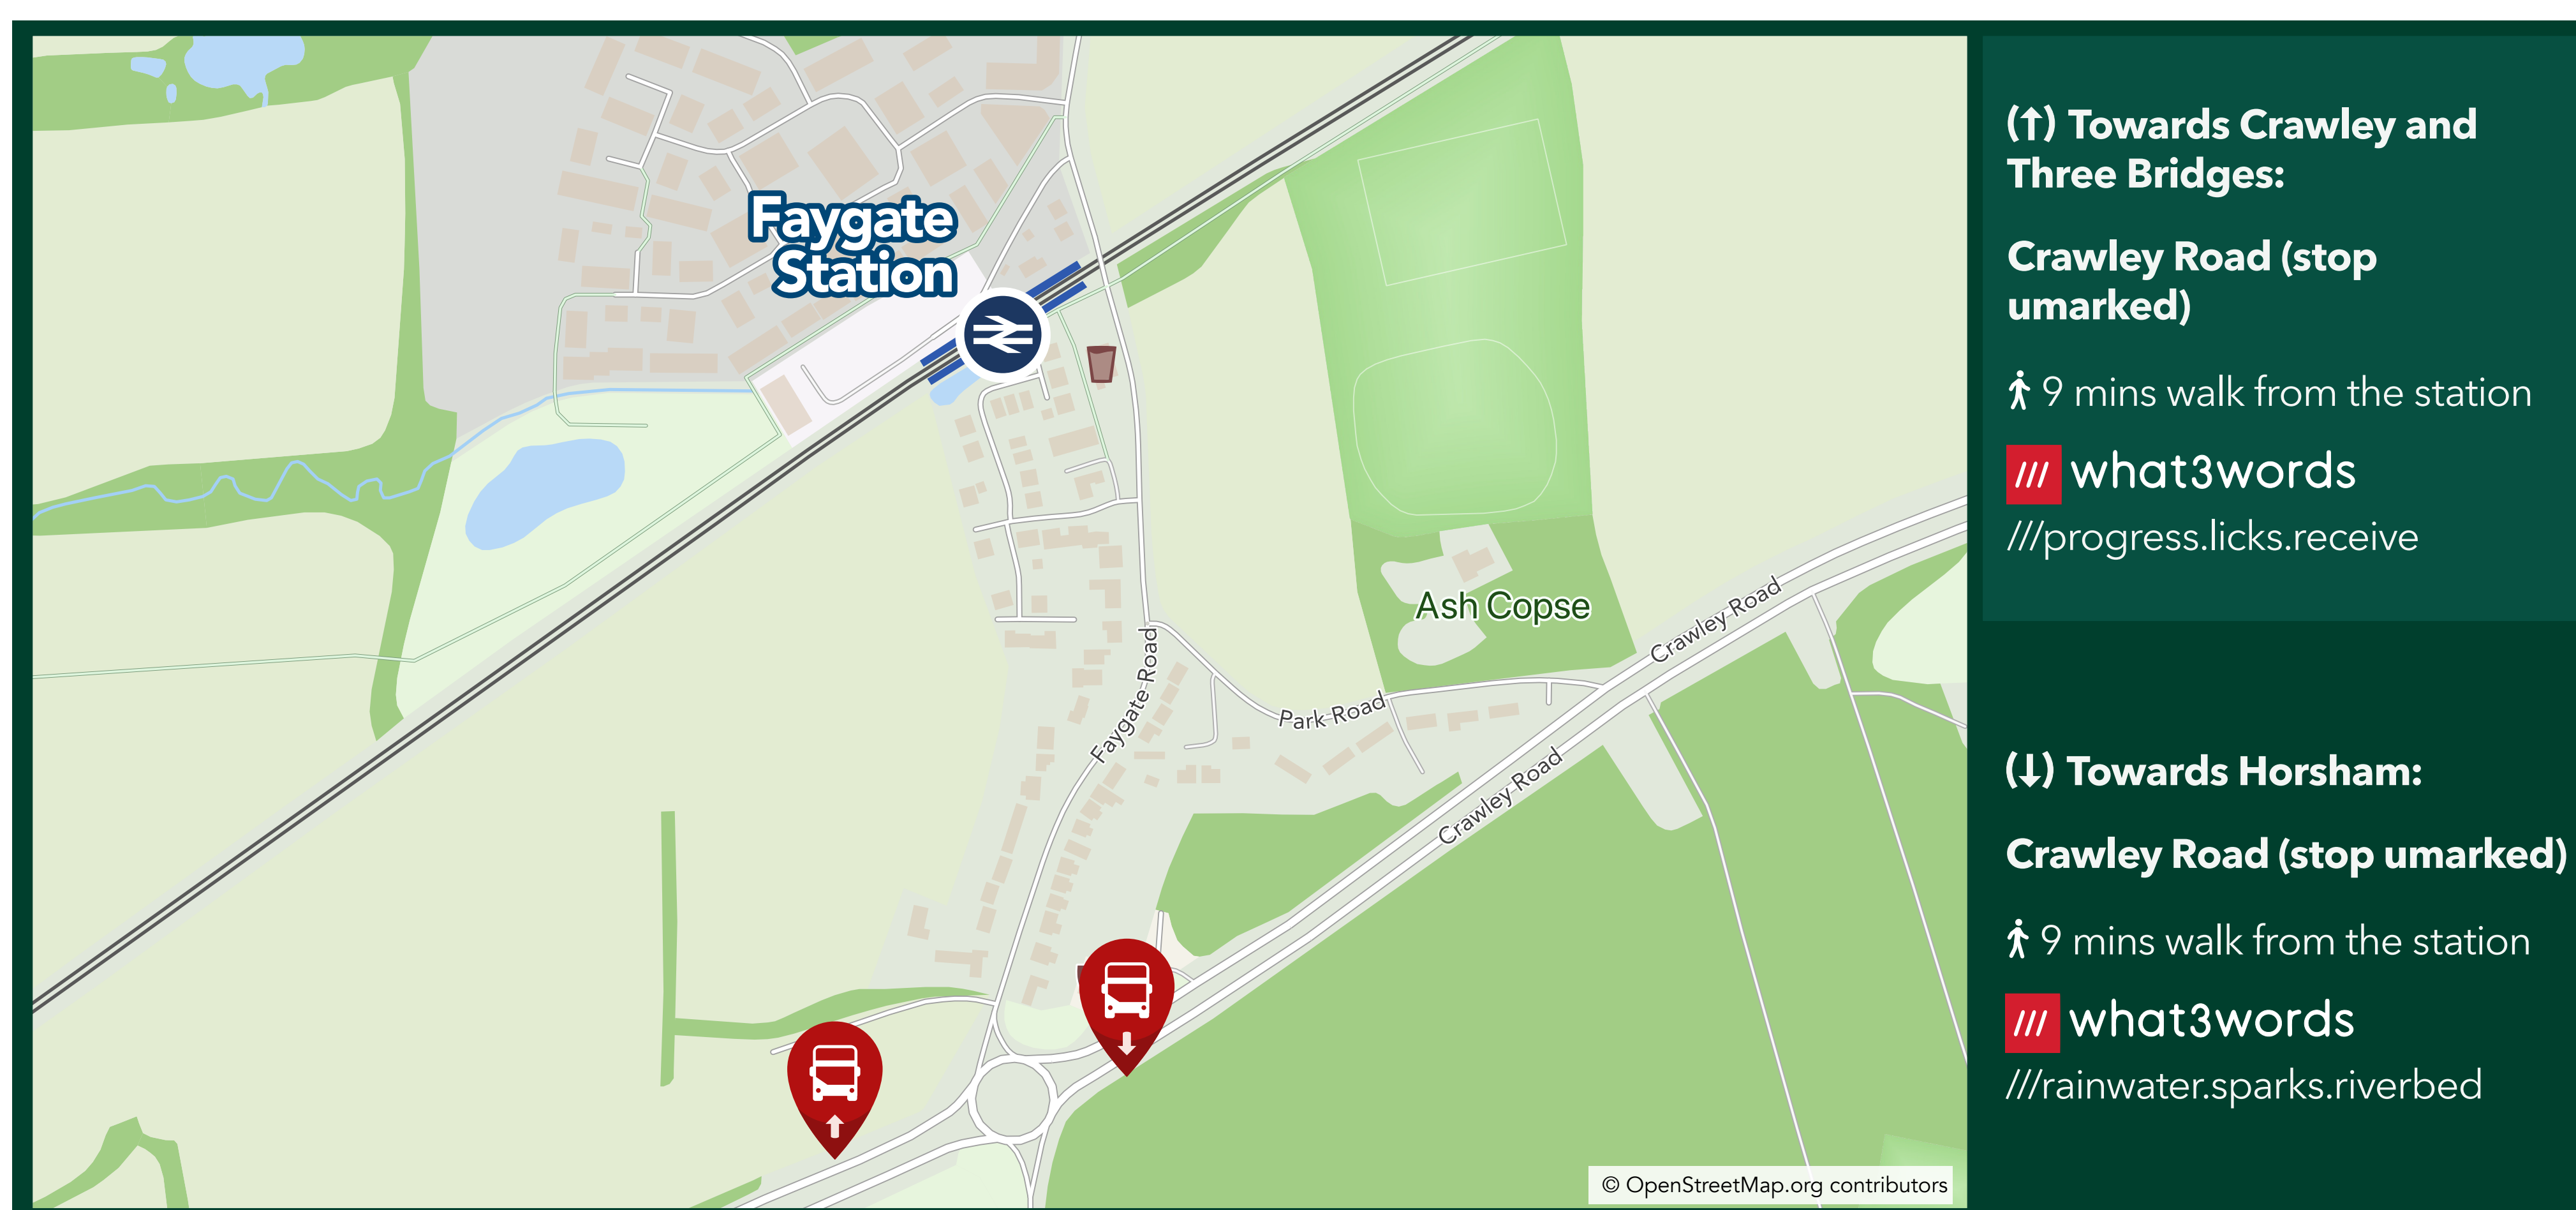 Faygate
Station
Ash Copse
Crawley Road
Faygate Road
Park Road
Crawley Road
© OpenStreetMap.org contributors
(↑) Towards Crawley and
Three Bridges:
Crawley Road (stop
umarked)
9 mins walk from the station
/// what3words
///progress.licks.receive
(↓) Towards Horsham:
Crawley Road (stop umarked)
9 mins walk from the station
/// what3words
///rainwater.sparks.riverbed